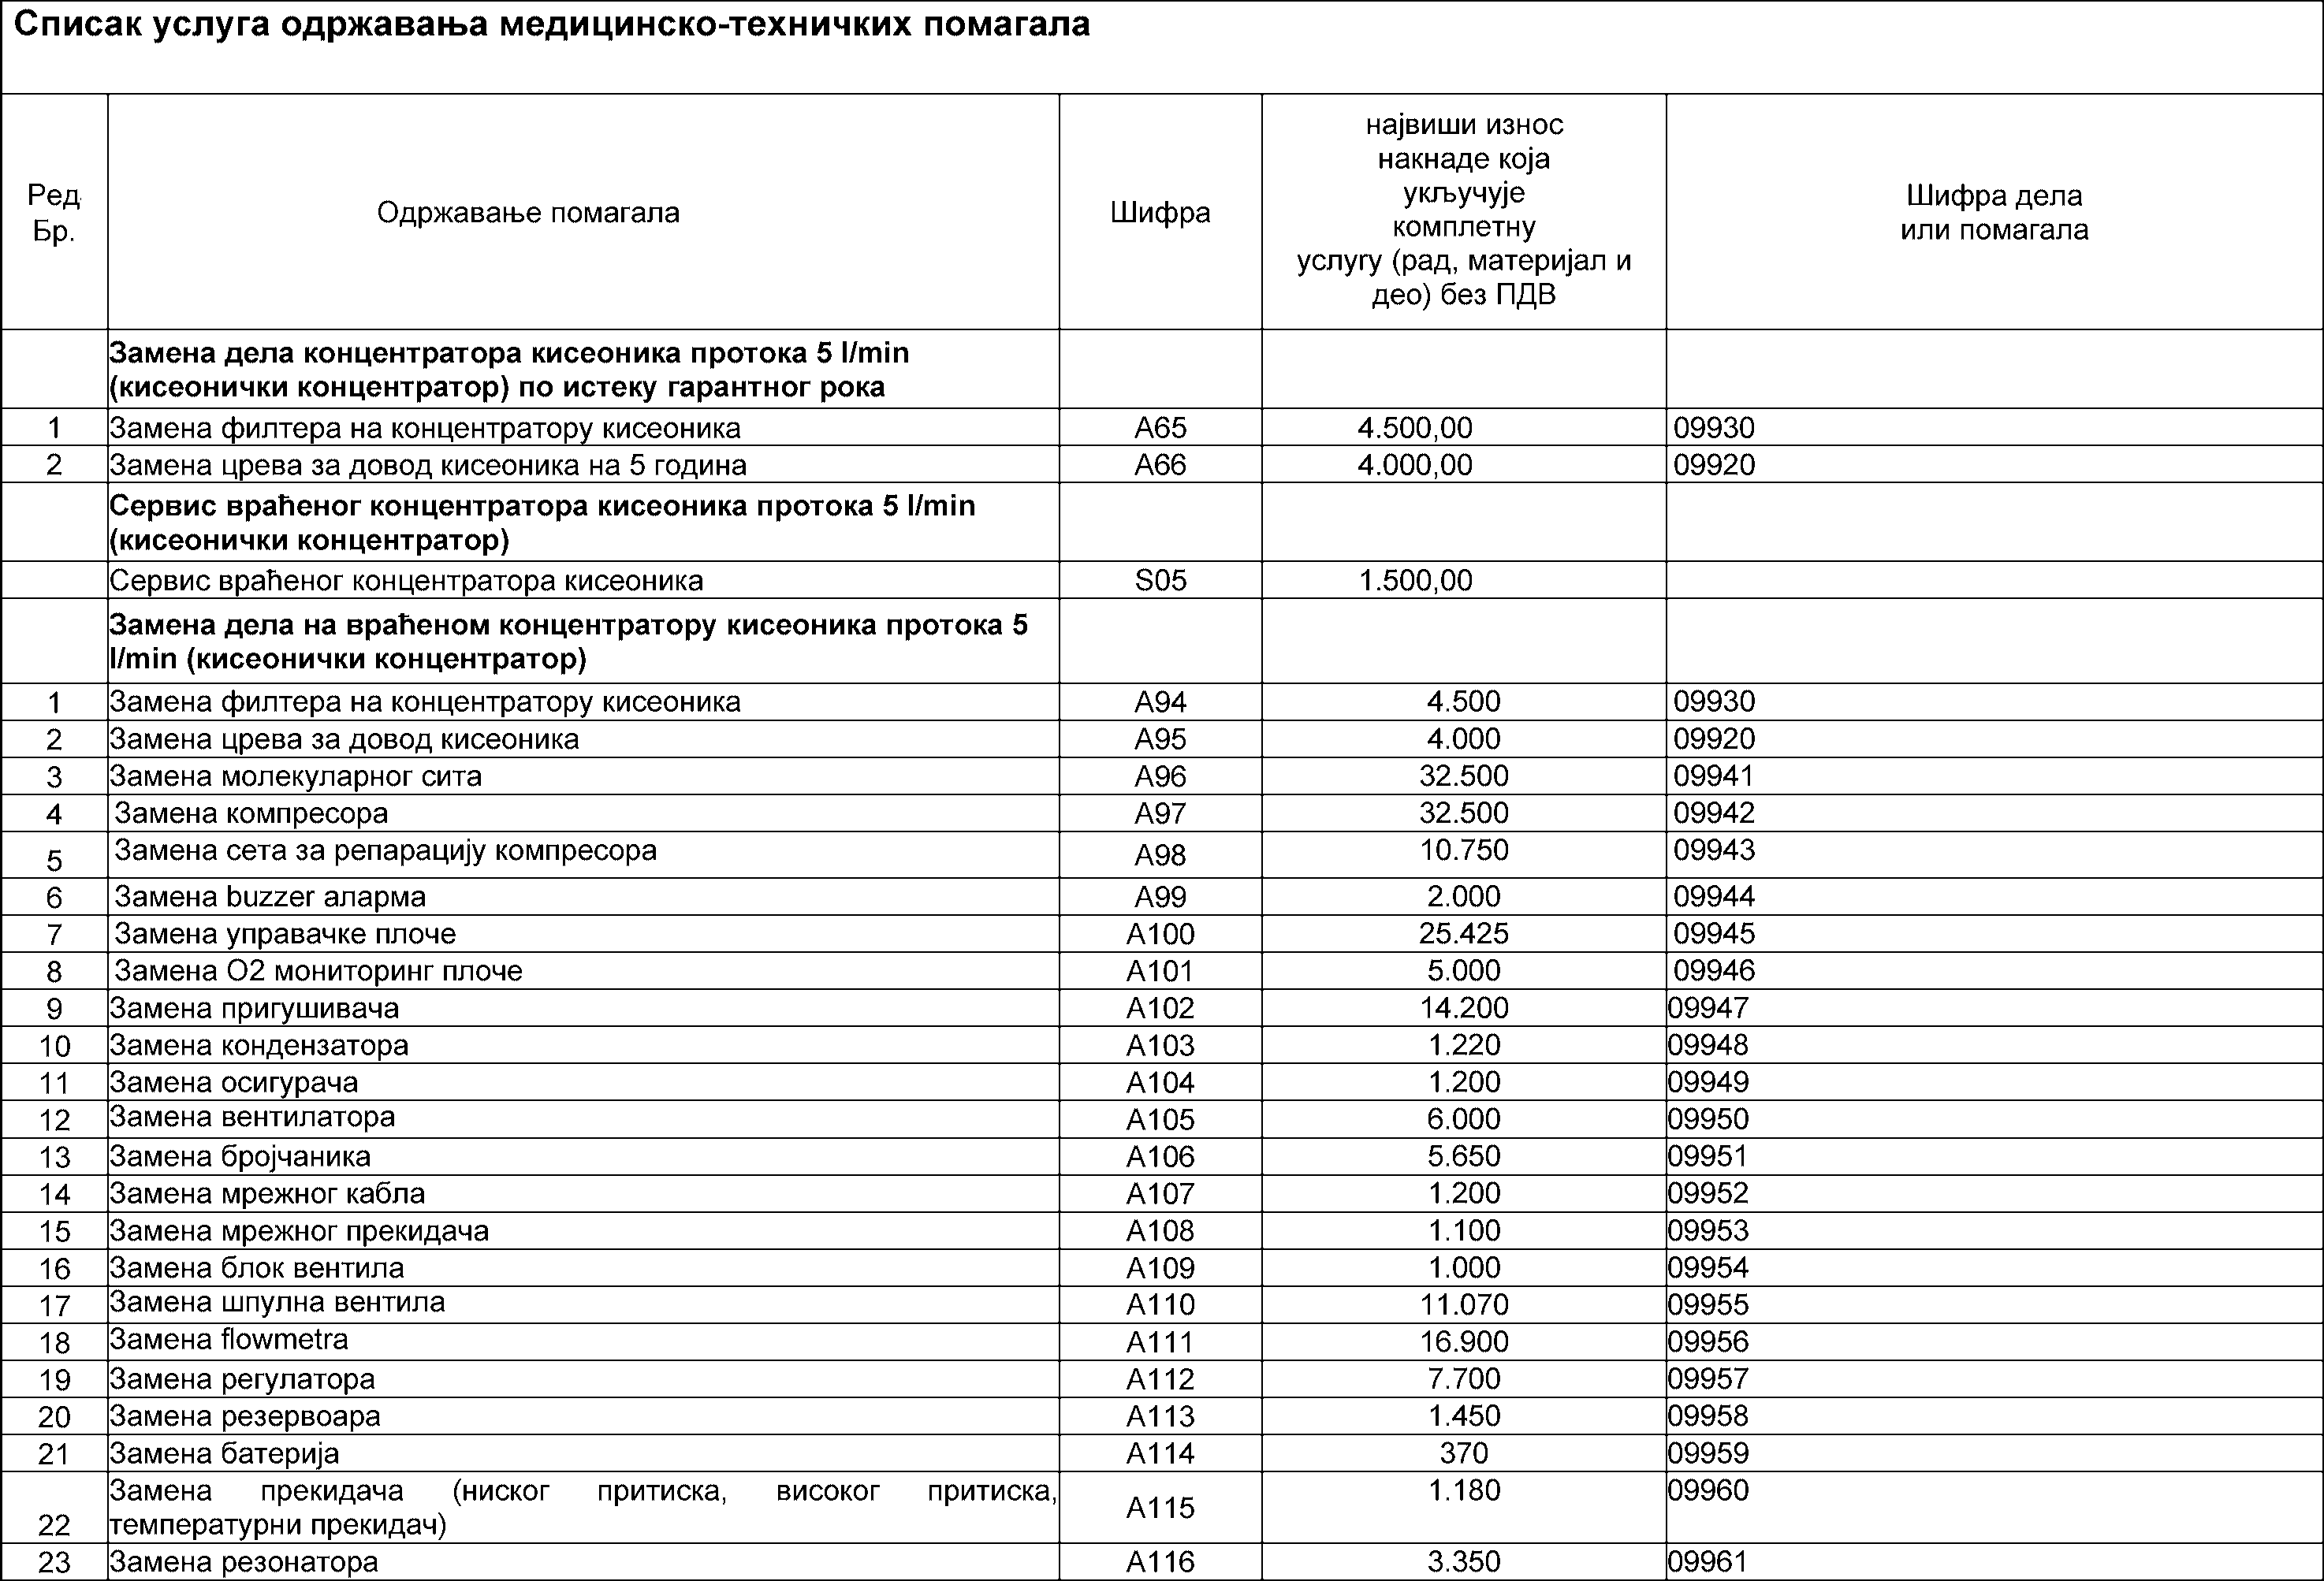 Списак услуга одржавања медицинско-техничких помагала
Ред.
Бр.
Одржавање помагала
Шифра
највиши износ
накнаде која
укључује
комплетну
услугу (рад, материјал и
део) без ПДВ
Шифра дела
или помагала
Замена дела концентратора кисеоника протока 5 l/min
(кисеонички концентратор) по истеку гарантног рока
1 Замена филтера на концентратору кисеоника A65 4.500,00 09930
2 Замена црева за довод кисеоника на 5 година A66 4.000,00 09920
Сервис враћеног концентратора кисеоника протока 5 l/min
(кисеонички концентратор)
Сервис враћеног концентратора кисеоника S05 1.500,00
Замена дела на враћеном концентратору кисеоника протока 5
l/min (кисеонички концентратор)
1 Замена филтера на концентратору кисеоника A94 4.500 09930
2 Замена црева за довод кисеоника A95 4.000 09920
3 Замена молекуларног сита A96 32.500 09941
4 Замена компресора A97 32.500 09942
5 Замена сета за репарацију компресора A98 10.750 09943
6 Замена buzzer аларма A99 2.000 09944
7 Замена управачке плоче A100 25.425 09945
8 Замена O2 мониторинг плоче A101 5.000 09946
9 Замена пригушивача A102 14.200 09947
10 Замена кондензатора A103 1.220 09948
11 Замена осигурача A104 1.200 09949
12 Замена вентилатора A105 6.000 09950
13 Замена бројчаника A106 5.650 09951
14 Замена мрежног кабла A107 1.200 09952
15 Замена мрежног прекидача A108 1.100 09953
16 Замена блок вентила A109 1.000 09954
17 Замена шпулна вентила A110 11.070 09955
18 Замена flowmetra A111 16.900 09956
19 Замена регулатора A112 7.700 09957
20 Замена резервоара A113 1.450 09958
21 Замена батерија A114 370 09959
22 Замена прекидача (ниског притиска, високог притиска, A115 1.180 09960
температурни прекидач)
23 Замена резонатора A116 3.350 09961